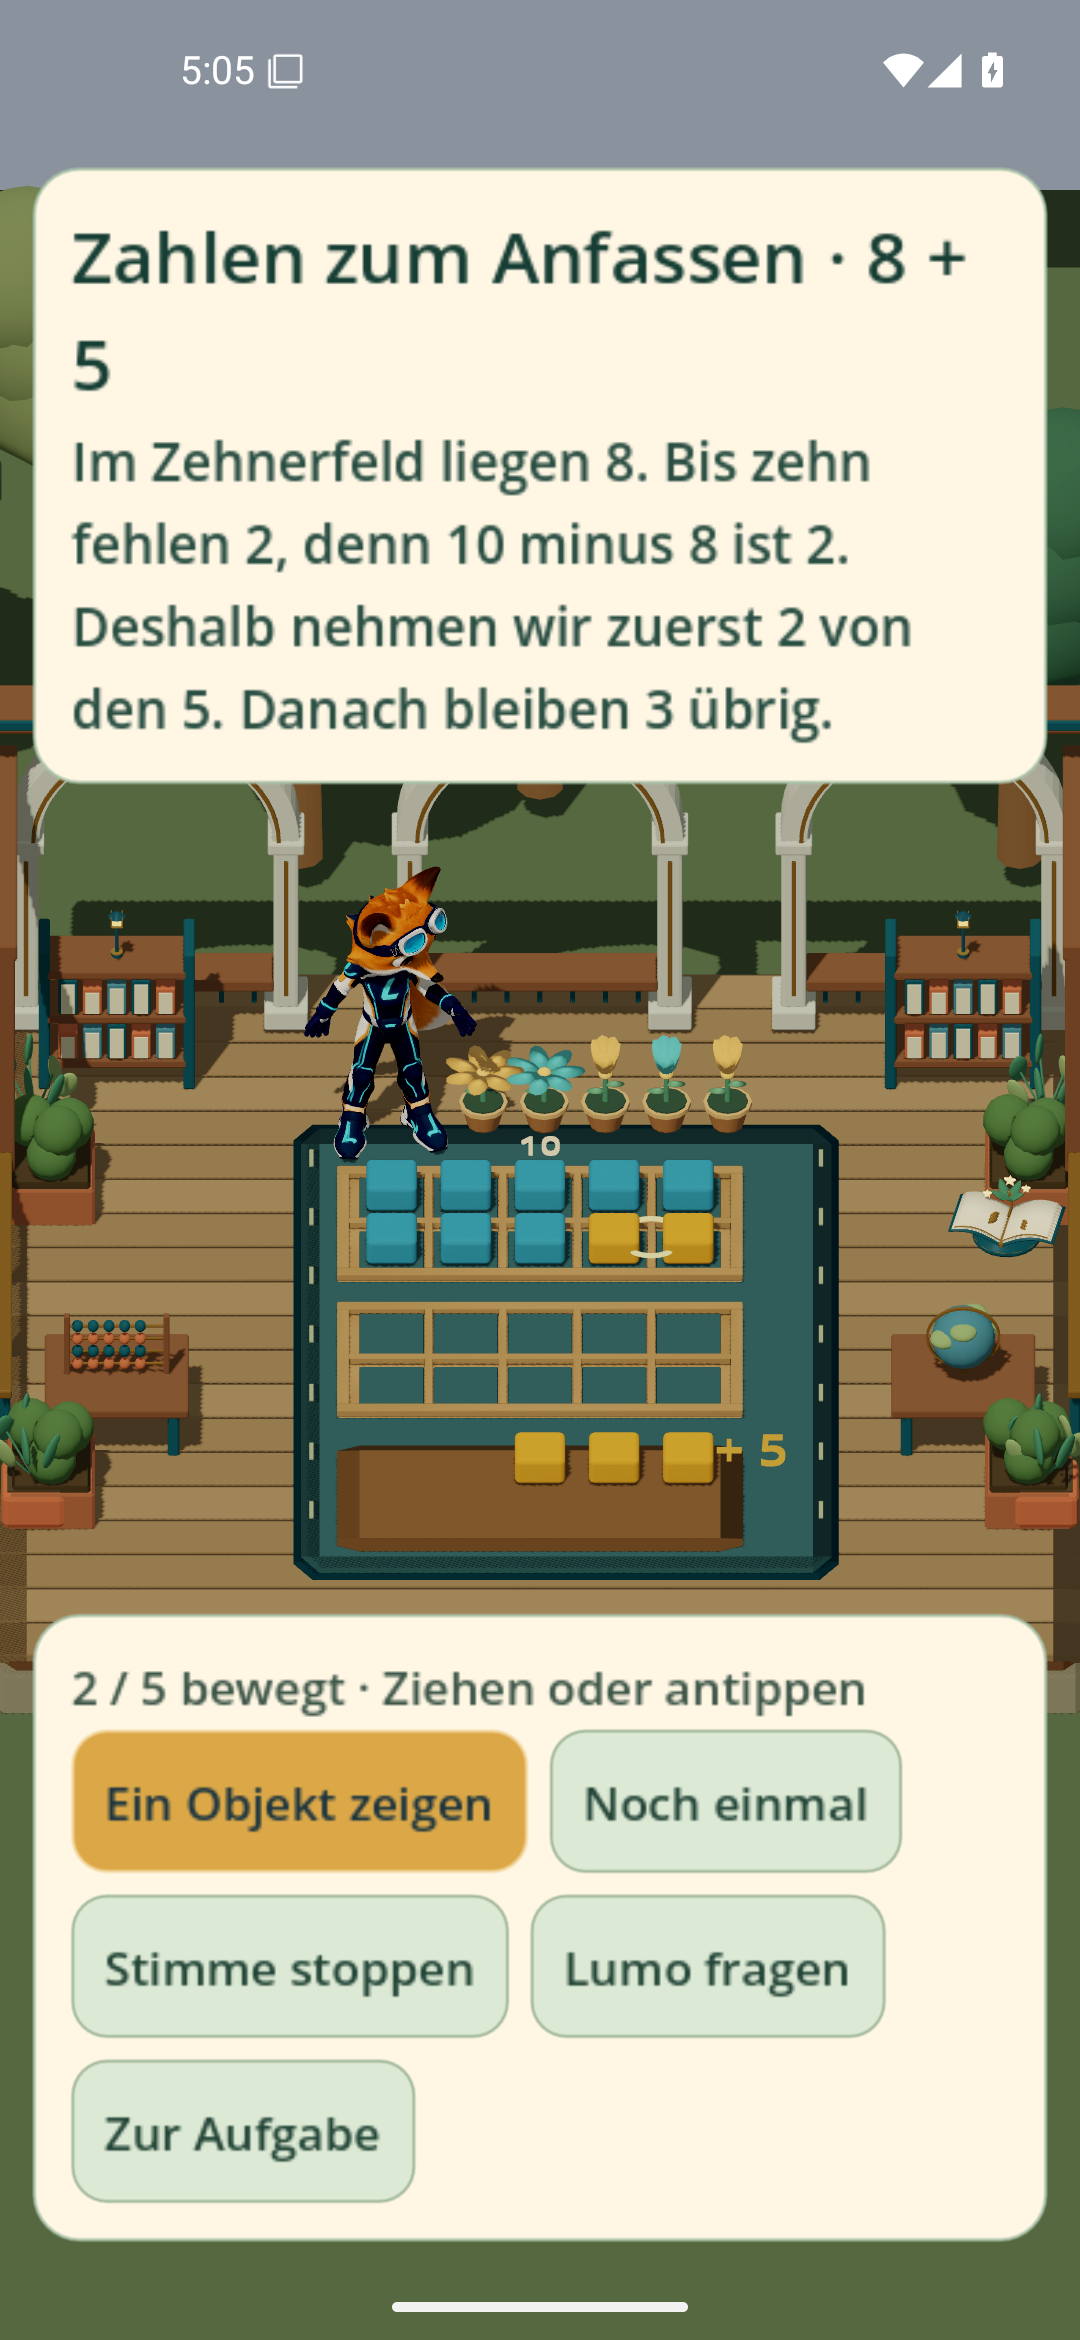 5:05
Zahlen zum Anfassen · 8 +
5
Im Zehnerfeld liegen 8. Bis zehn
fehlen 2, denn 10 minus 8 ist 2.
Deshalb nehmen wir zuerst 2 von
den 5. Danach bleiben 3 übrig.
10
+ 5
2 / 5 bewegt · Ziehen oder antippen
Ein Objekt zeigen
Noch einmal
Stimme stoppen
Lumo fragen
Zur Aufgabe